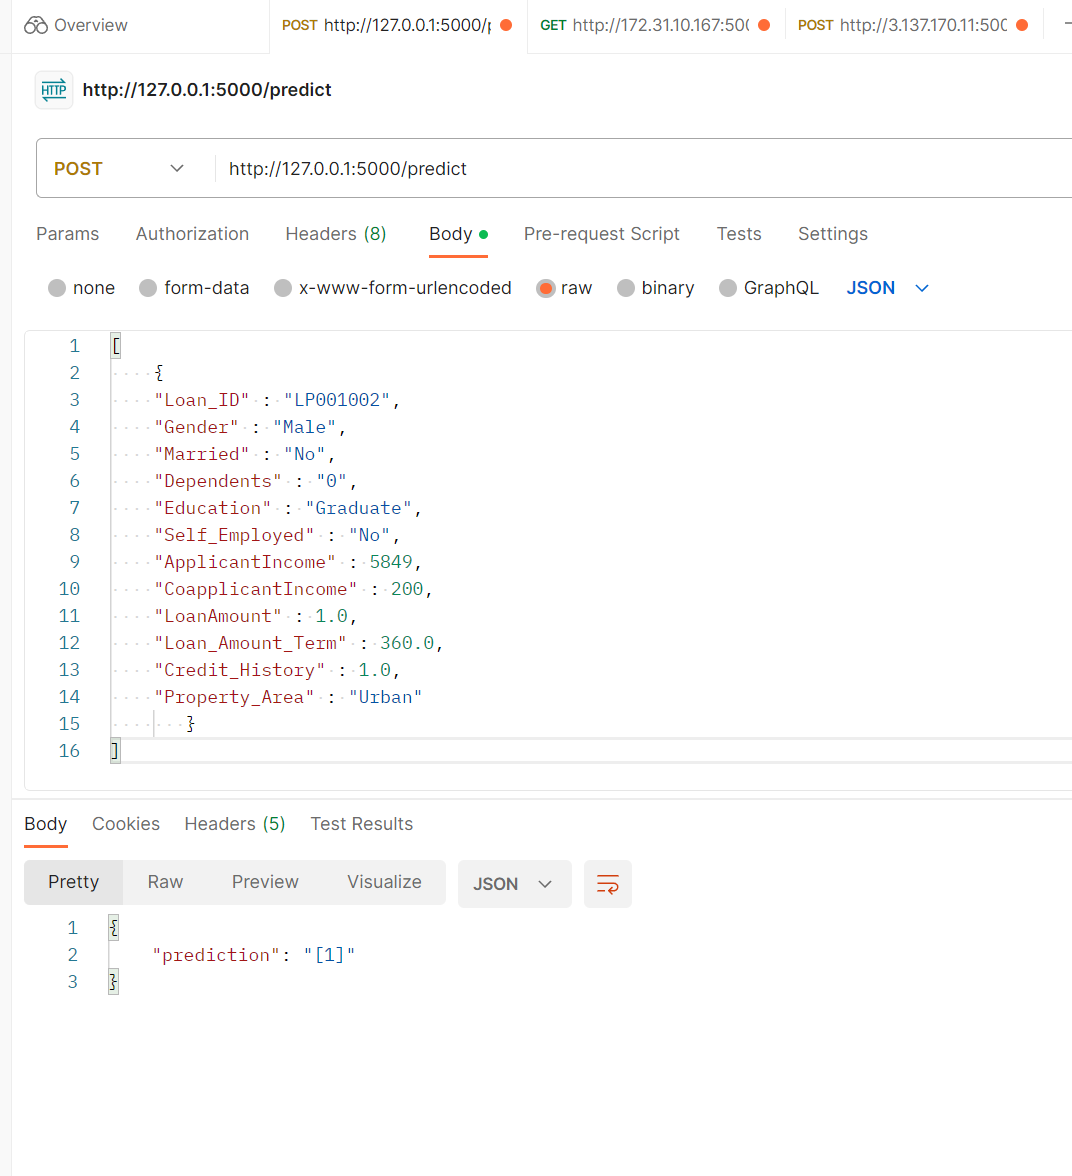 Overview POST http://127.0.0.1:5000/p GET http://172.31.10.167:500 POST http://3.137.170.11:500
HTTP http://127.0.0.1:5000/predict
POST http://127.0.0.1:5000/predict
Params Authorization Headers (8) Body Pre-request Script Tests Settings
none form-data x-www-form-urlencoded raw binary GraphQL JSON
1 [
2 {
3 "Loan_ID" : "LP001002",
4 "Gender" : "Male",
5 "Married" : "No",
6 "Dependents" : "0",
7 "Education" : "Graduate",
8 "Self_Employed" : "No",
9 "ApplicantIncome" : 5849,
10 "CoapplicantIncome" : 200,
11 "LoanAmount" : 1.0,
12 "Loan_Amount_Term" : 360.0,
13 "Credit_History" : 1.0,
14 "Property_Area" : "Urban"
15 }
16 ]
Body Cookies Headers (5) Test Results
Pretty Raw Preview Visualize JSON
1 {
2 "prediction": "[1]"
3 }